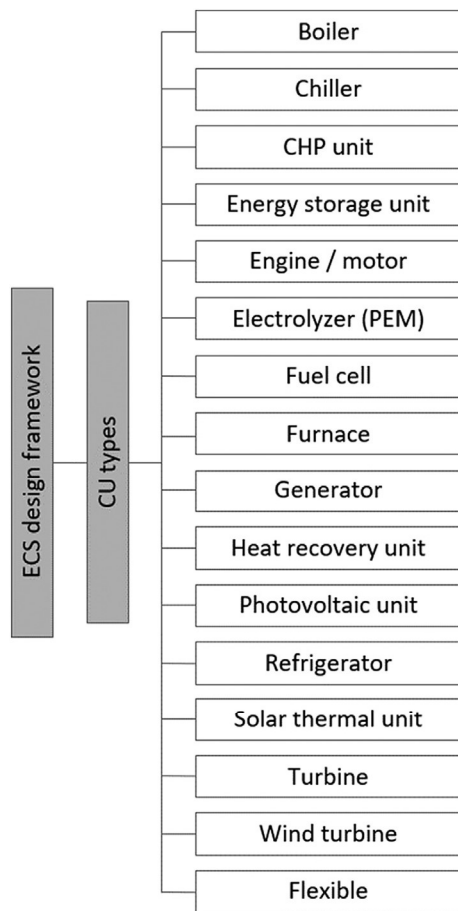 ECS design framework
CU types
Boiler
Chiller
CHP unit
Energy storage unit
Engine / motor
Electrolyzer (PEM)
Fuel cell
Furnace
Generator
Heat recovery unit
Photovoltaic unit
Refrigerator
Solar thermal unit
Turbine
Wind turbine
Flexible